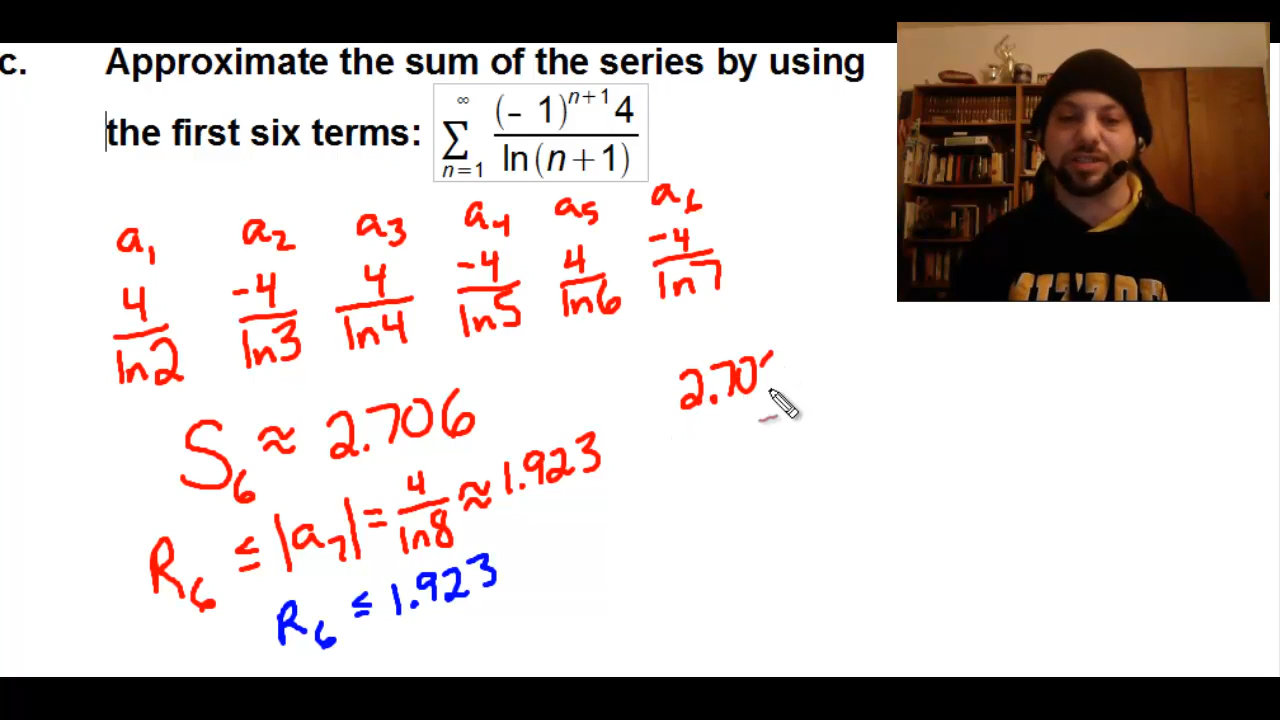 c. Approximate the sum of the series by using
the first six terms: ∞ Σ n=1 (- 1)^n+1 4 / ln(n+1)
a₁ a₂ a₃ a₄ a₅ a₆
4/ln2 -4/ln3 4/ln4 -4/ln5 4/ln6 -4/ln7
2.70
S₆ ≈ 2.706
R₆ ≤ |a₇| = 4/ln8 ≈ 1.923
R₆ ≤ 1.923